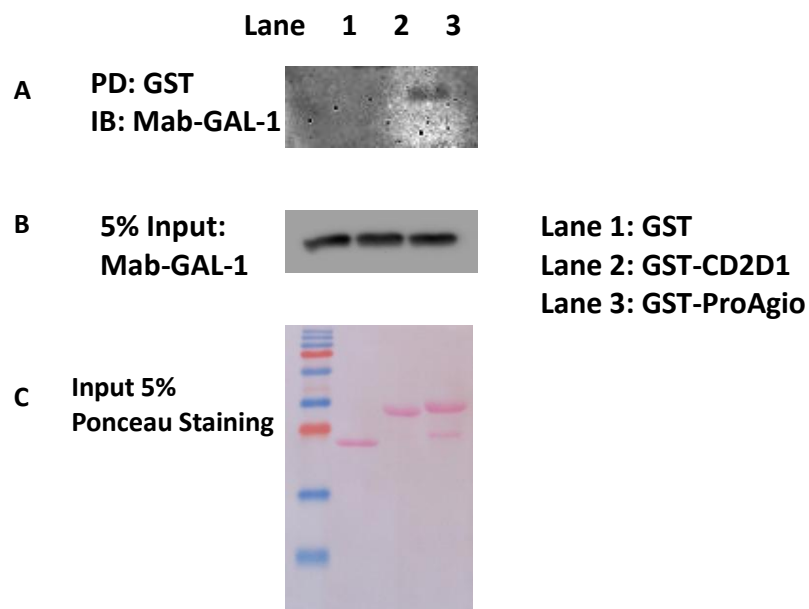 Lane 1 2 3
A
PD: GST
IB: Mab-GAL-1
B
5% Input:
Mab-GAL-1
Lane 1: GST
Lane 2: GST-CD2D1
Lane 3: GST-ProAgio
C
Input 5%
Ponceau Staining